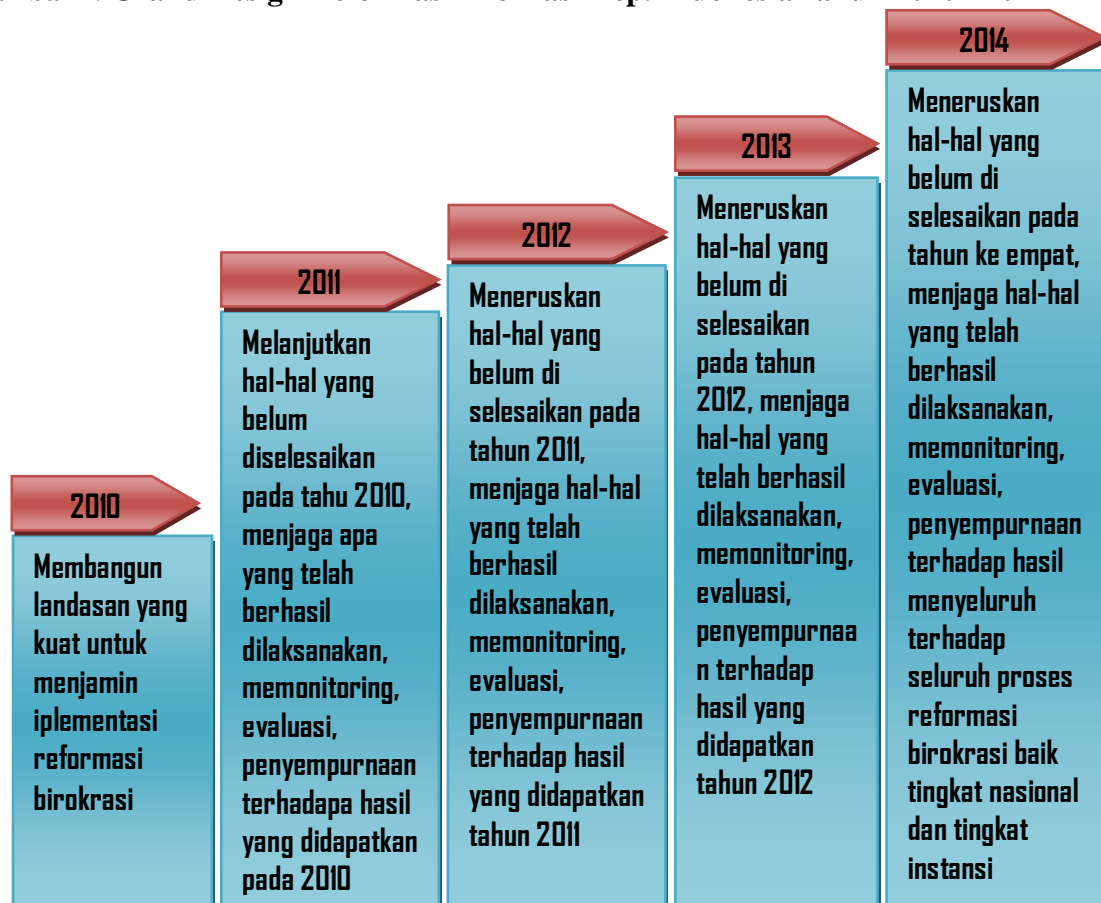 2010
Membangun
landasan yang
kuat untuk
menjamin
iplementasi
reformasi
birokrasi
2011
Melanjutkan
hal-hal yang
belum
diselesaikan
pada tahu 2010,
menjaga apa
yang telah
berhasil
dilaksanakan,
memonitoring,
evaluasi,
penyempurnaan
terhadapa hasil
yang didapatkan
pada 2010
2012
Meneruskan
hal-hal yang
belum di
selesaikan pada
tahun 2011,
menjaga hal-hal
yang telah
berhasil
dilaksanakan,
memonitoring,
evaluasi,
penyempurnaan
terhadap hasil
yang didapatkan
tahun 2011
2013
Meneruskan
hal-hal yang
belum di
selesaikan
pada tahun
2012, menjaga
hal-hal yang
telah berhasil
dilaksanakan,
memonitoring,
evaluasi,
penyempurnaa
n terhadap
hasil yang
didapatkan
tahun 2012
2014
Meneruskan
hal-hal yang
belum di
selesaikan pada
tahun ke empat,
menjaga hal-hal
yang telah
berhasil
dilaksanakan,
memonitoring,
evaluasi,
penyempurnaan
terhadap hasil
menyeluruh
terhadap
seluruh proses
reformasi
birokrasi baik
tingkat nasional
dan tingkat
instansi